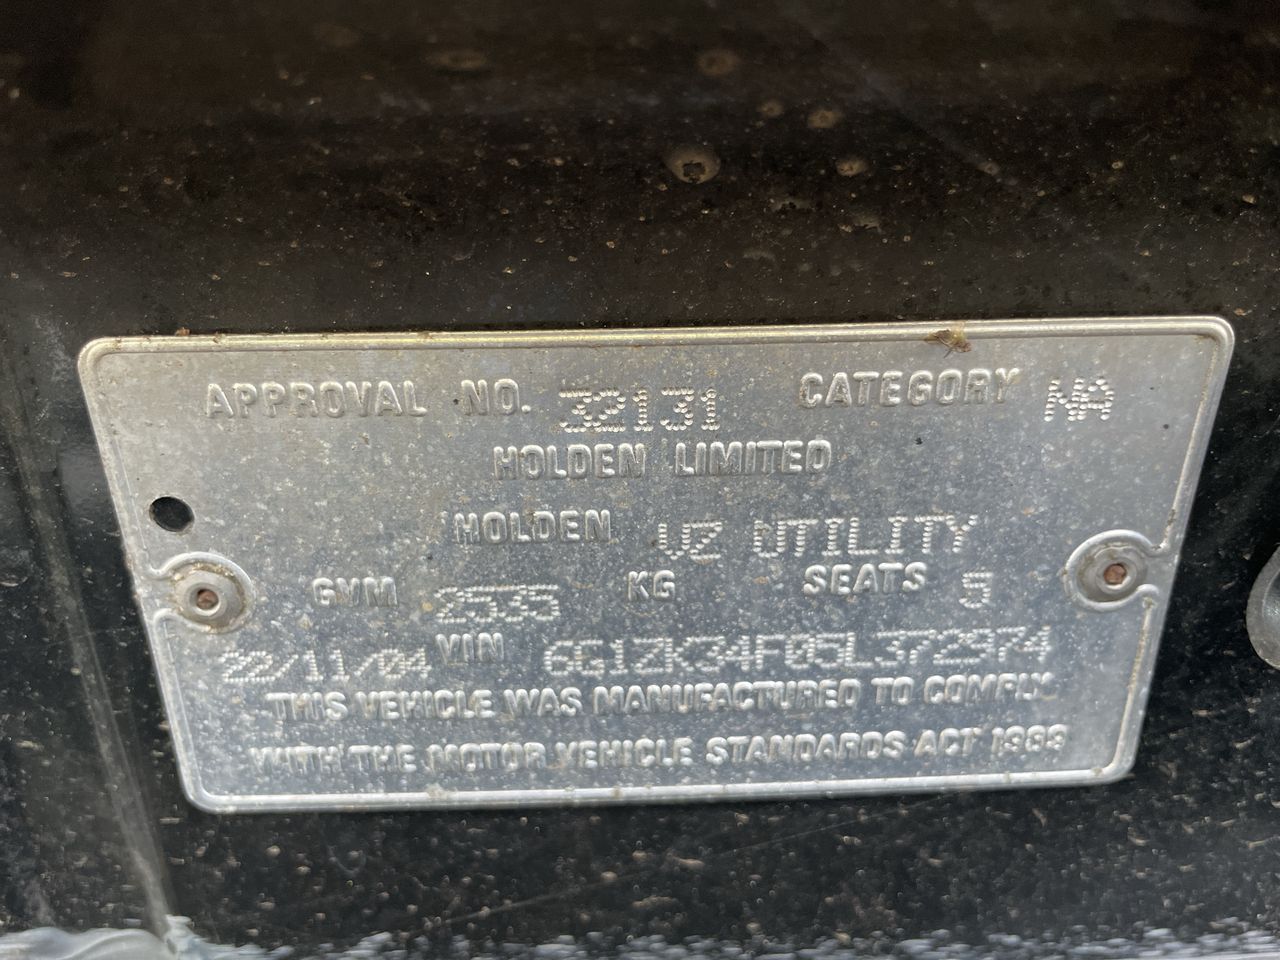 APPROVAL NO. 32131 CATEGORY NA
HOLDEN LIMITED
HOLDEN VZ UTILITY
GVM 2535 KG SEATS 5
22/11/04 VIN 6G1ZK34F05L372974
THIS VEHICLE WAS MANUFACTURED TO COMPLY
WITH THE MOTOR VEHICLE STANDARDS ACT 1989